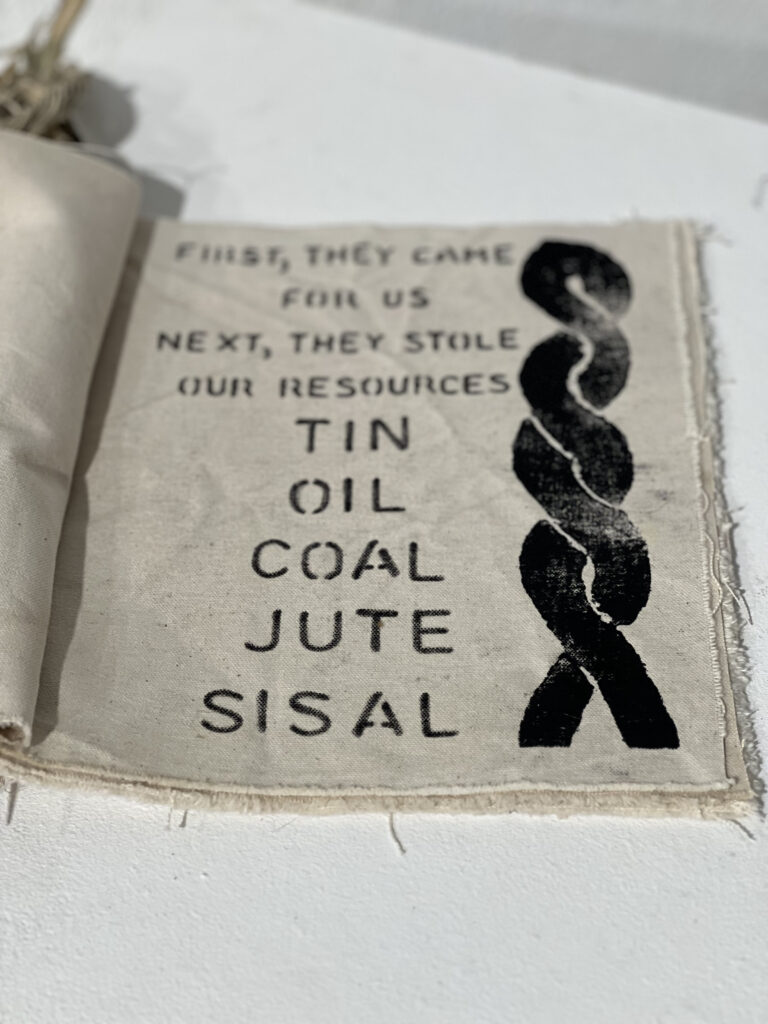 FIRST, THEY CAME
FOR US
NEXT, THEY STOLE
OUR RESOURCES
TIN
OIL
COAL
JUTE
SISAL